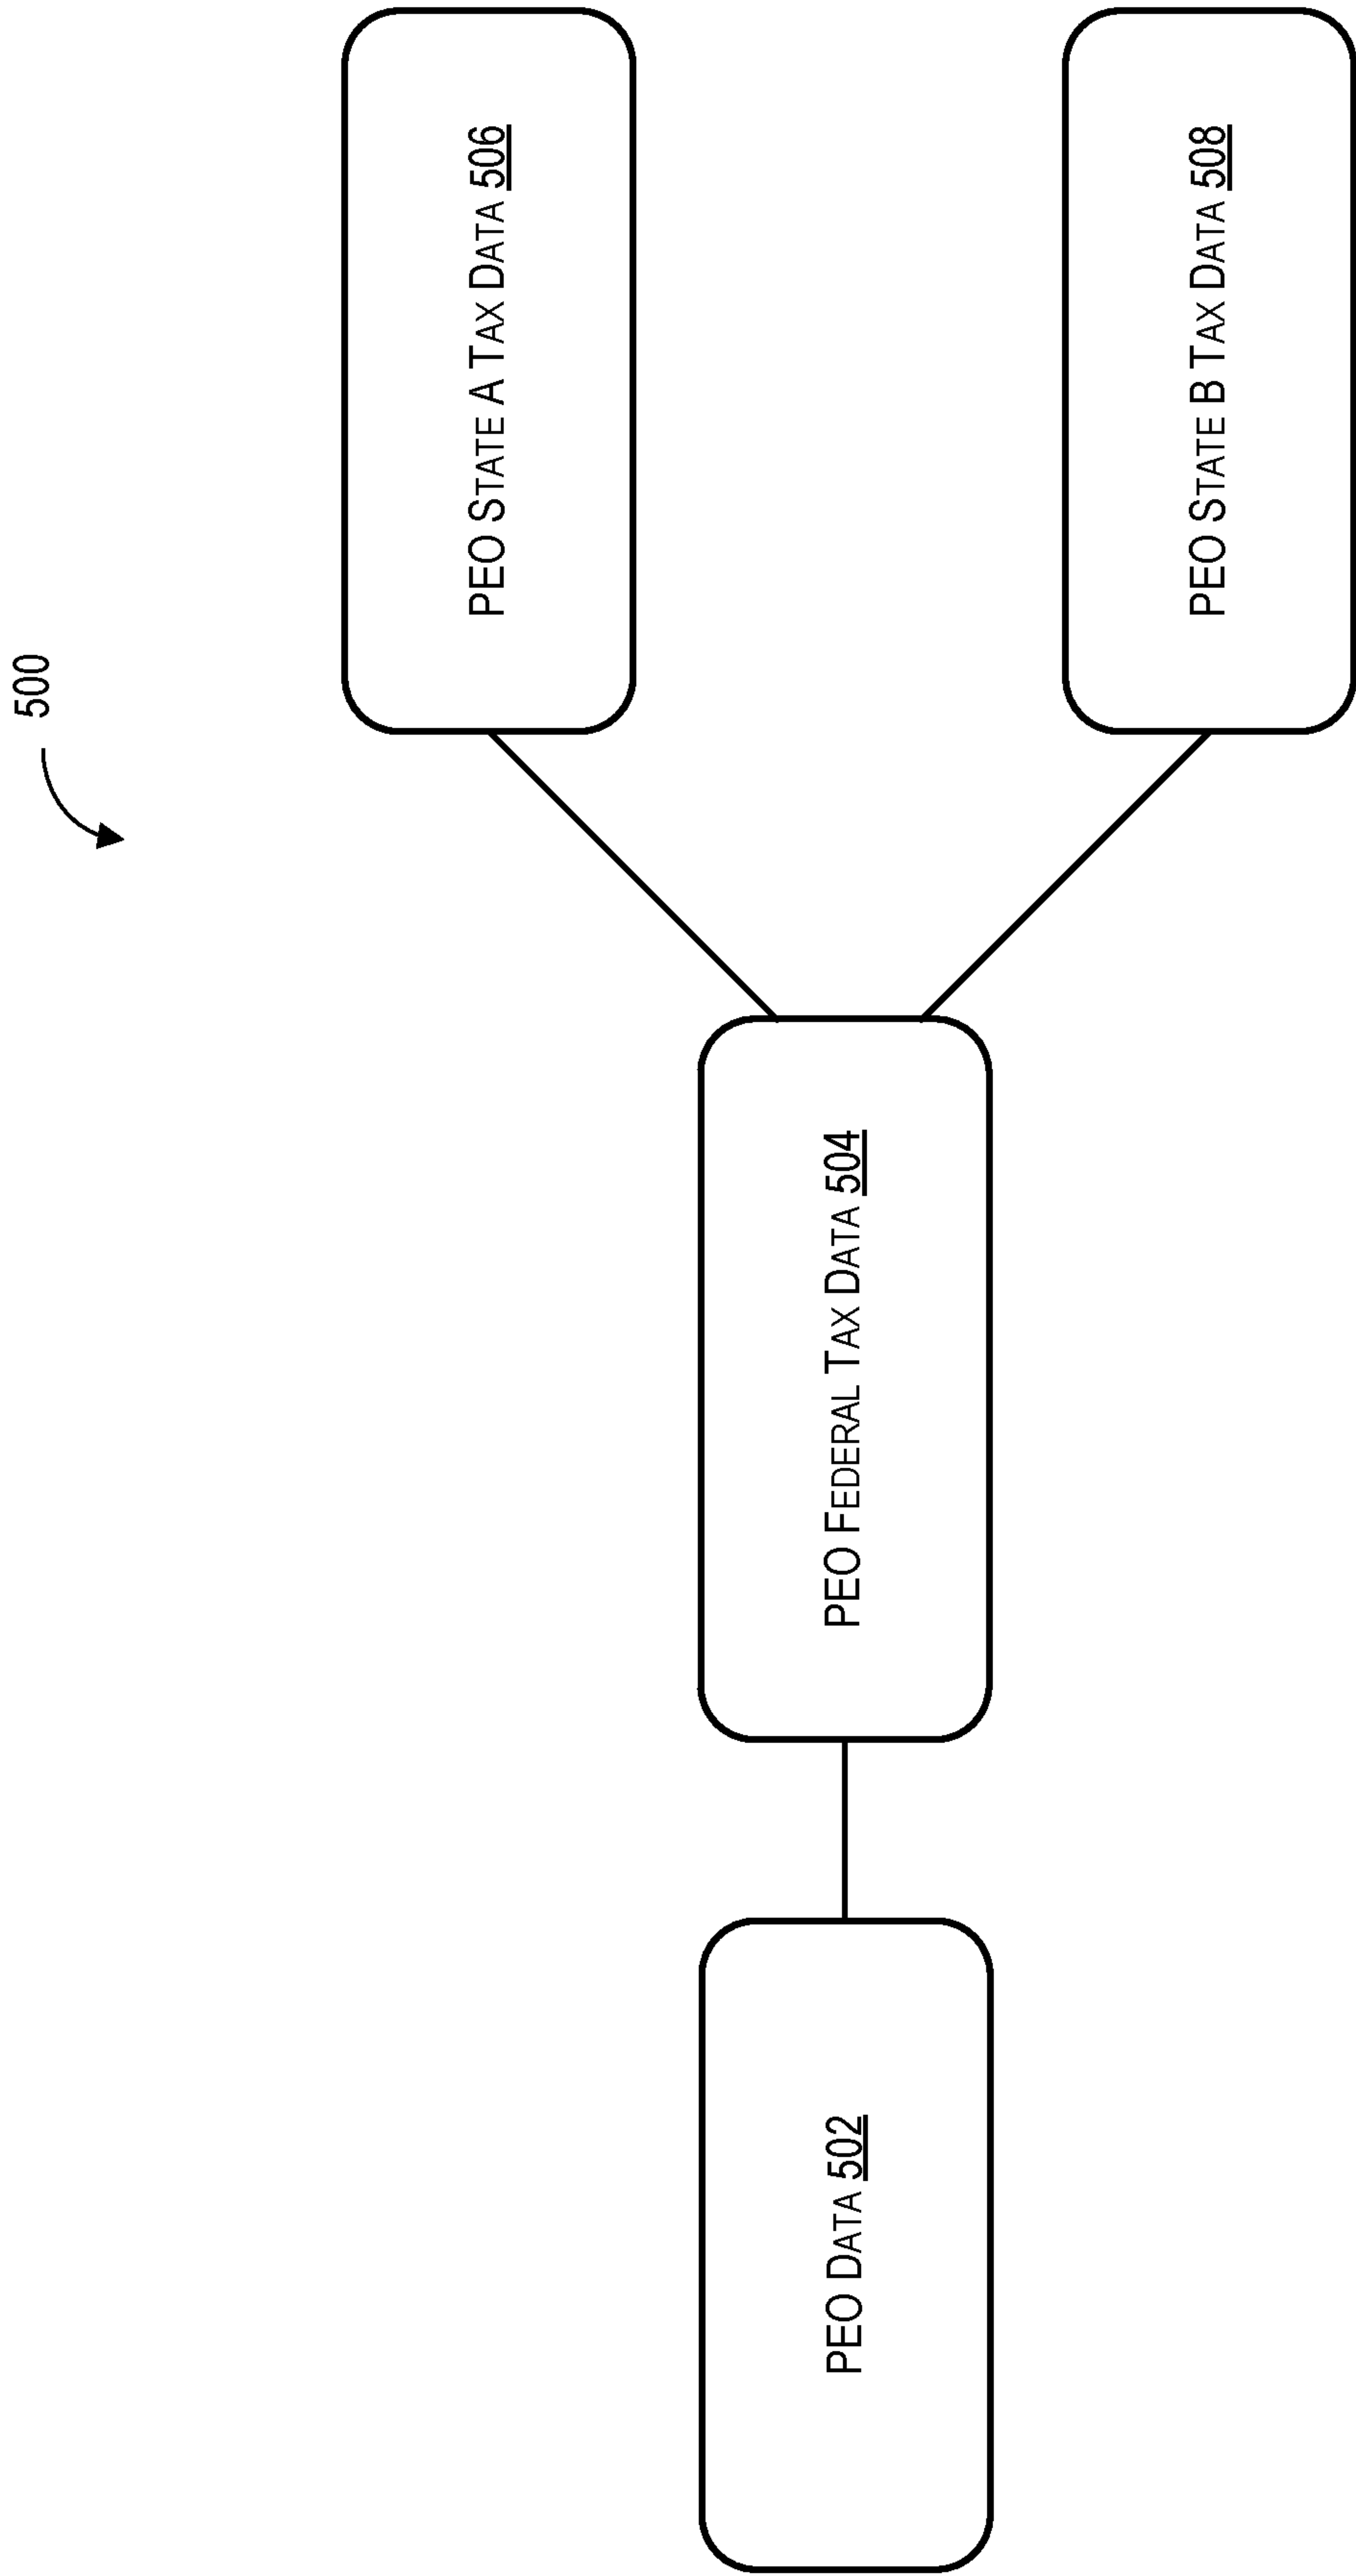 500
PEO DATA 502
PEO FEDERAL TAX DATA 504
PEO STATE A TAX DATA 506
PEO STATE B TAX DATA 508